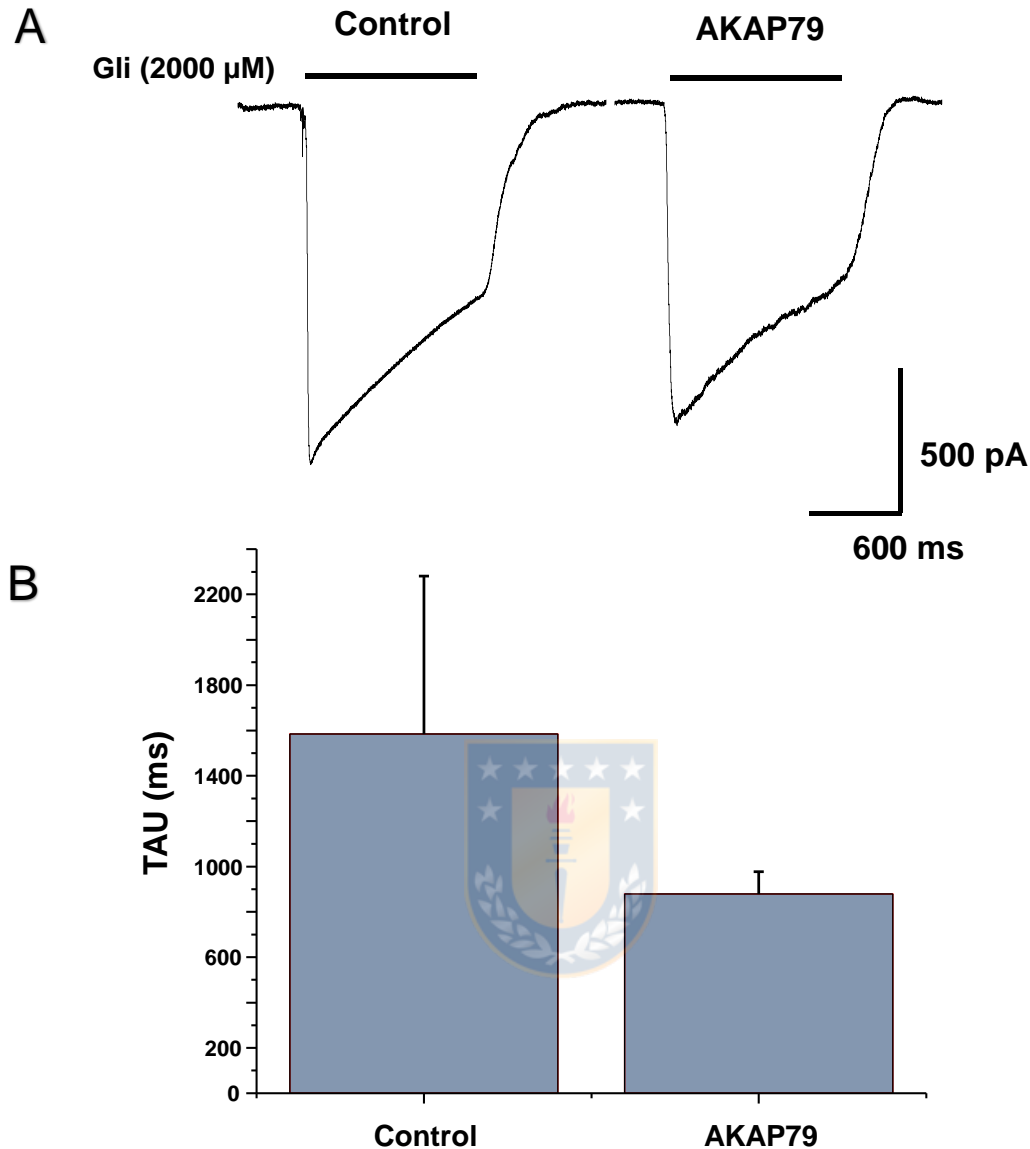 A
Control
AKAP79
Gli (2000 µM)
500 pA
600 ms
B
TAU (ms)
2200
1800
1400
1000
600
200
0
Control
AKAP79